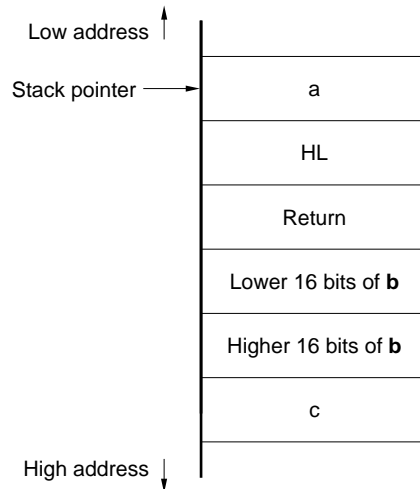 Low address
Stack pointer
a
HL
Return
Lower 16 bits of b
Higher 16 bits of b
c
High address